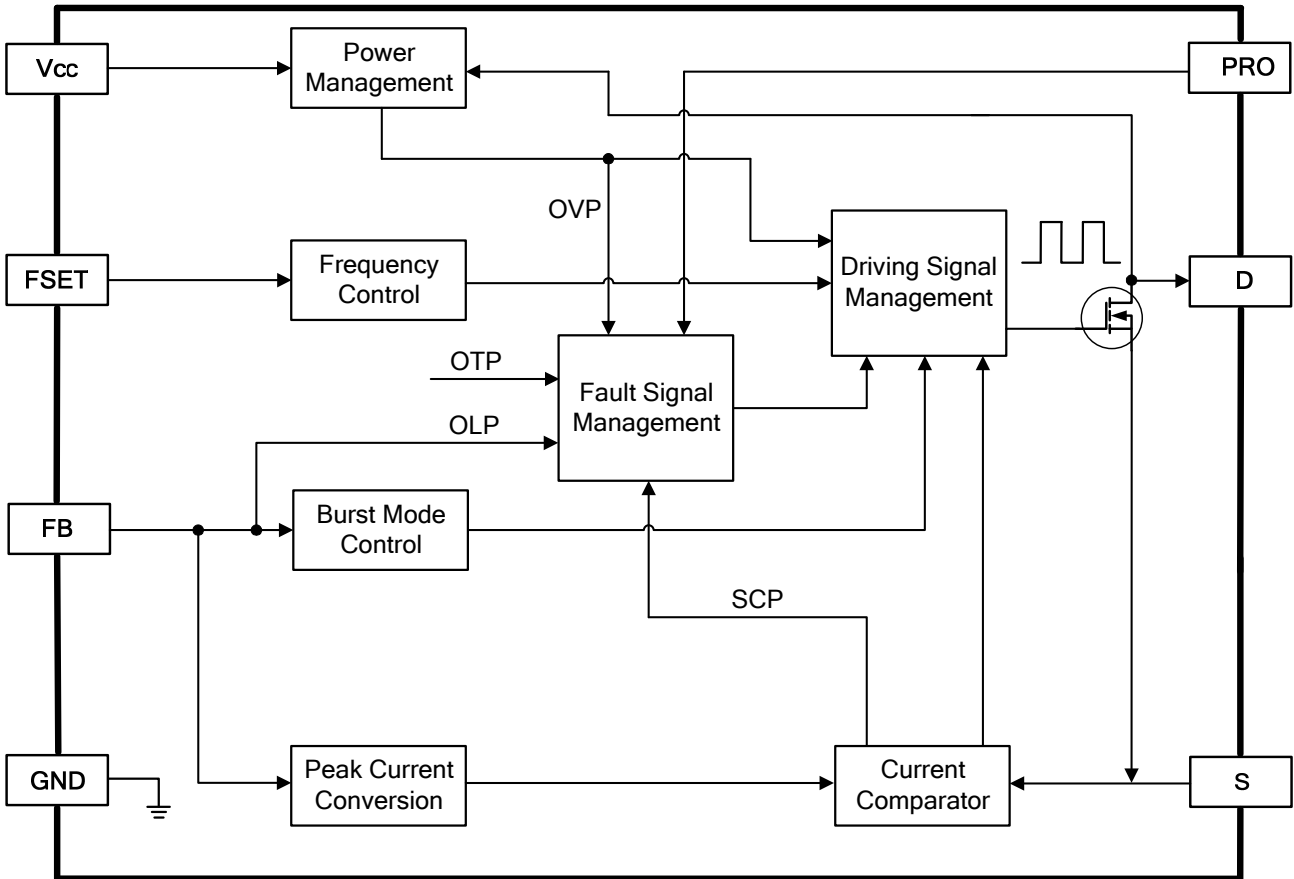 Vcc
Power
Management
PRO
OVP
FSET
Frequency
Control
Driving Signal
Management
D
OTP
Fault Signal
Management
OLP
FB
Burst Mode
Control
SCP
GND
Peak Current
Conversion
Current
Comparator
S